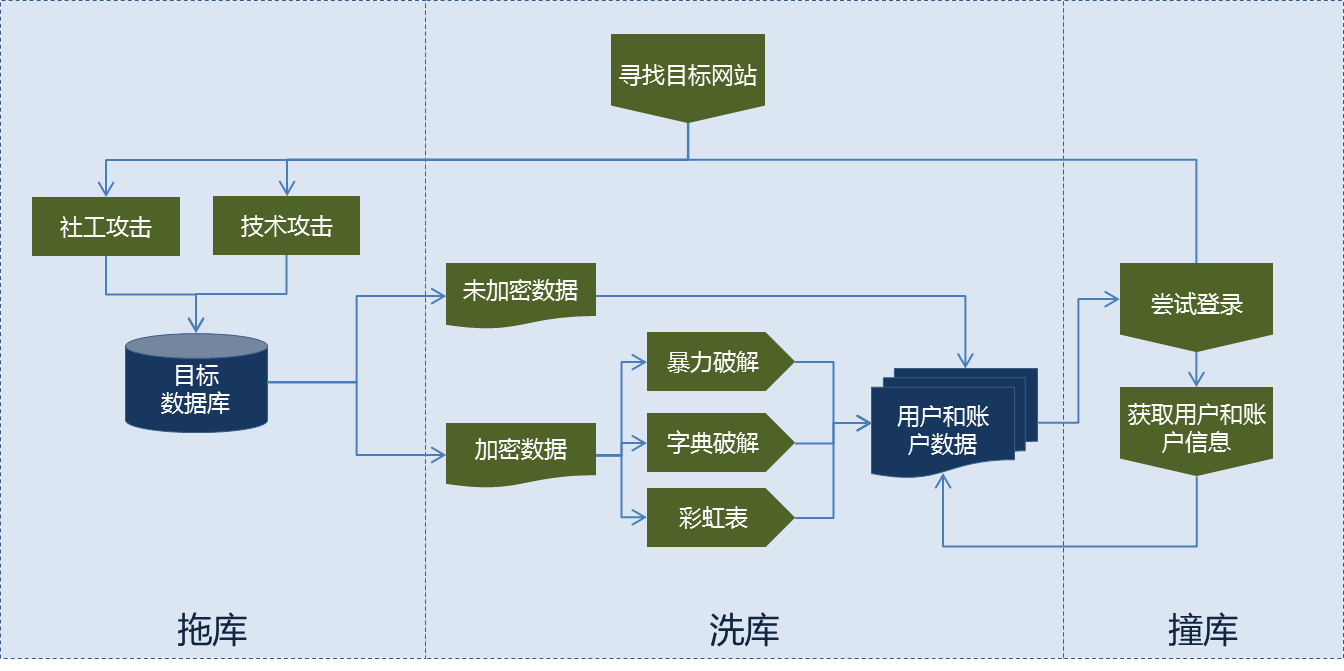 寻找目标网站
社工攻击
技术攻击
目标
数据库
未加密数据
加密数据
暴力破解
字典破解
彩虹表
用户和账
户数据
尝试登录
获取用户和账
户信息
拖库
洗库
撞库